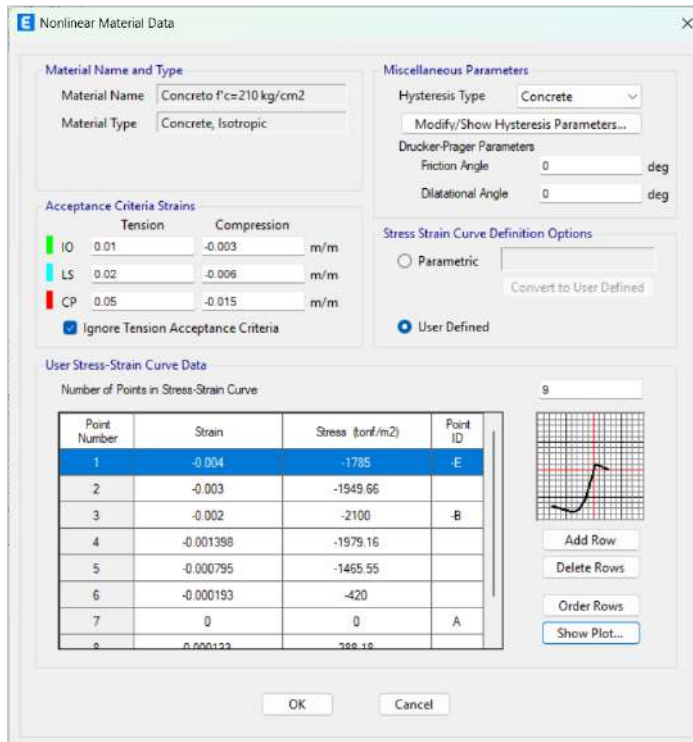 E Nonlinear Material Data
Material Name and Type
Material Name Concreto f'c=210 kg/cm2
Material Type Concrete, Isotropic
Miscellaneous Parameters
Hysteresis Type Concrete
Modify/Show Hysteresis Parameters...
Drucker-Prager Parameters
Friction Angle 0 deg
Dilatational Angle 0 deg
Acceptance Criteria Strains
Tension Compression
IO 0.01 -0.003 m/m
LS 0.02 -0.006 m/m
CP 0.05 -0.015 m/m
Ignore Tension Acceptance Criteria
Stress Strain Curve Definition Options
Parametric
Convert to User Defined
User Defined
User Stress-Strain Curve Data
Number of Points in Stress-Strain Curve 9
Point Number Strain Stress (tonf/m2) Point ID
1 -0.004 -1785 -E
2 -0.003 -1949.66
3 -0.002 -2100 -B
4 -0.001398 -1979.16
5 -0.000795 -1465.55
6 -0.000193 -420
7 0 0 A
8 0.000133 388.18
Add Row
Delete Rows
Order Rows
Show Plot...
OK Cancel